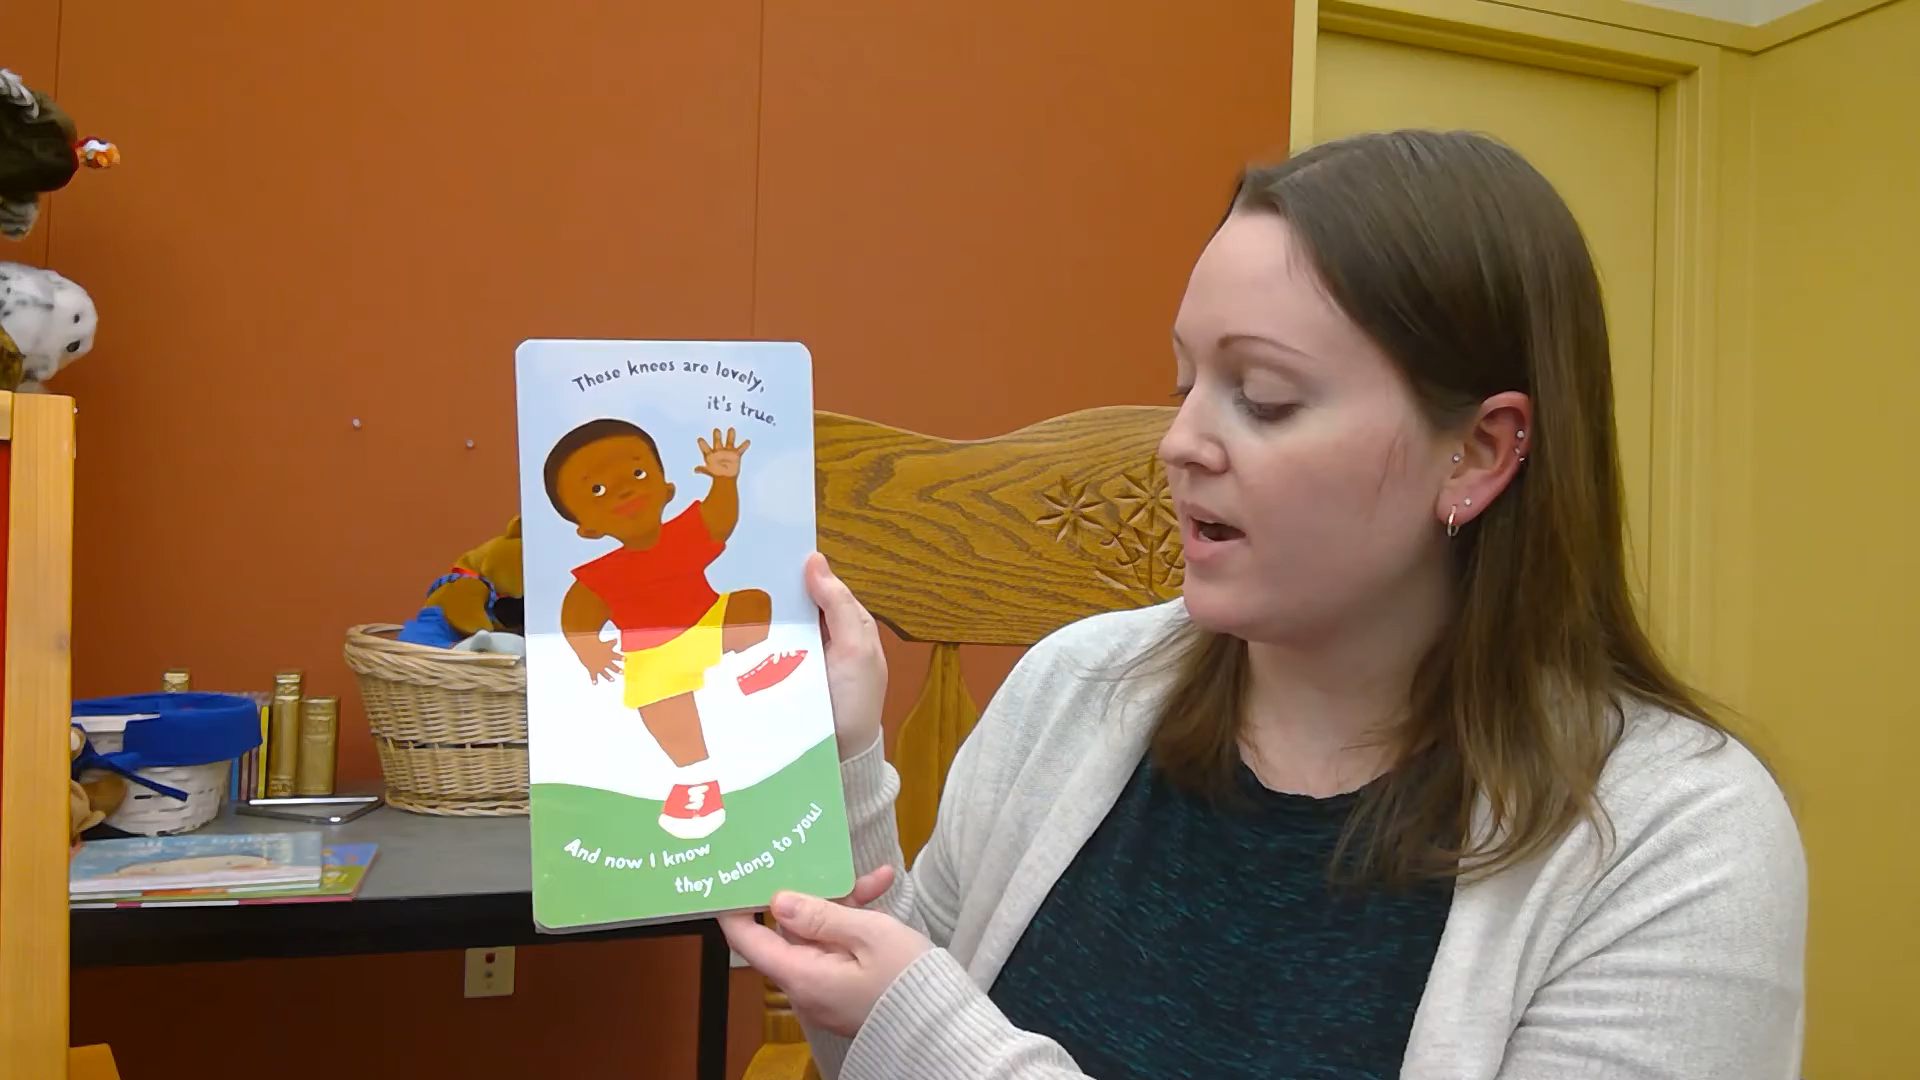 These knees are lovely,
it's true.
And now I know
they belong to you!